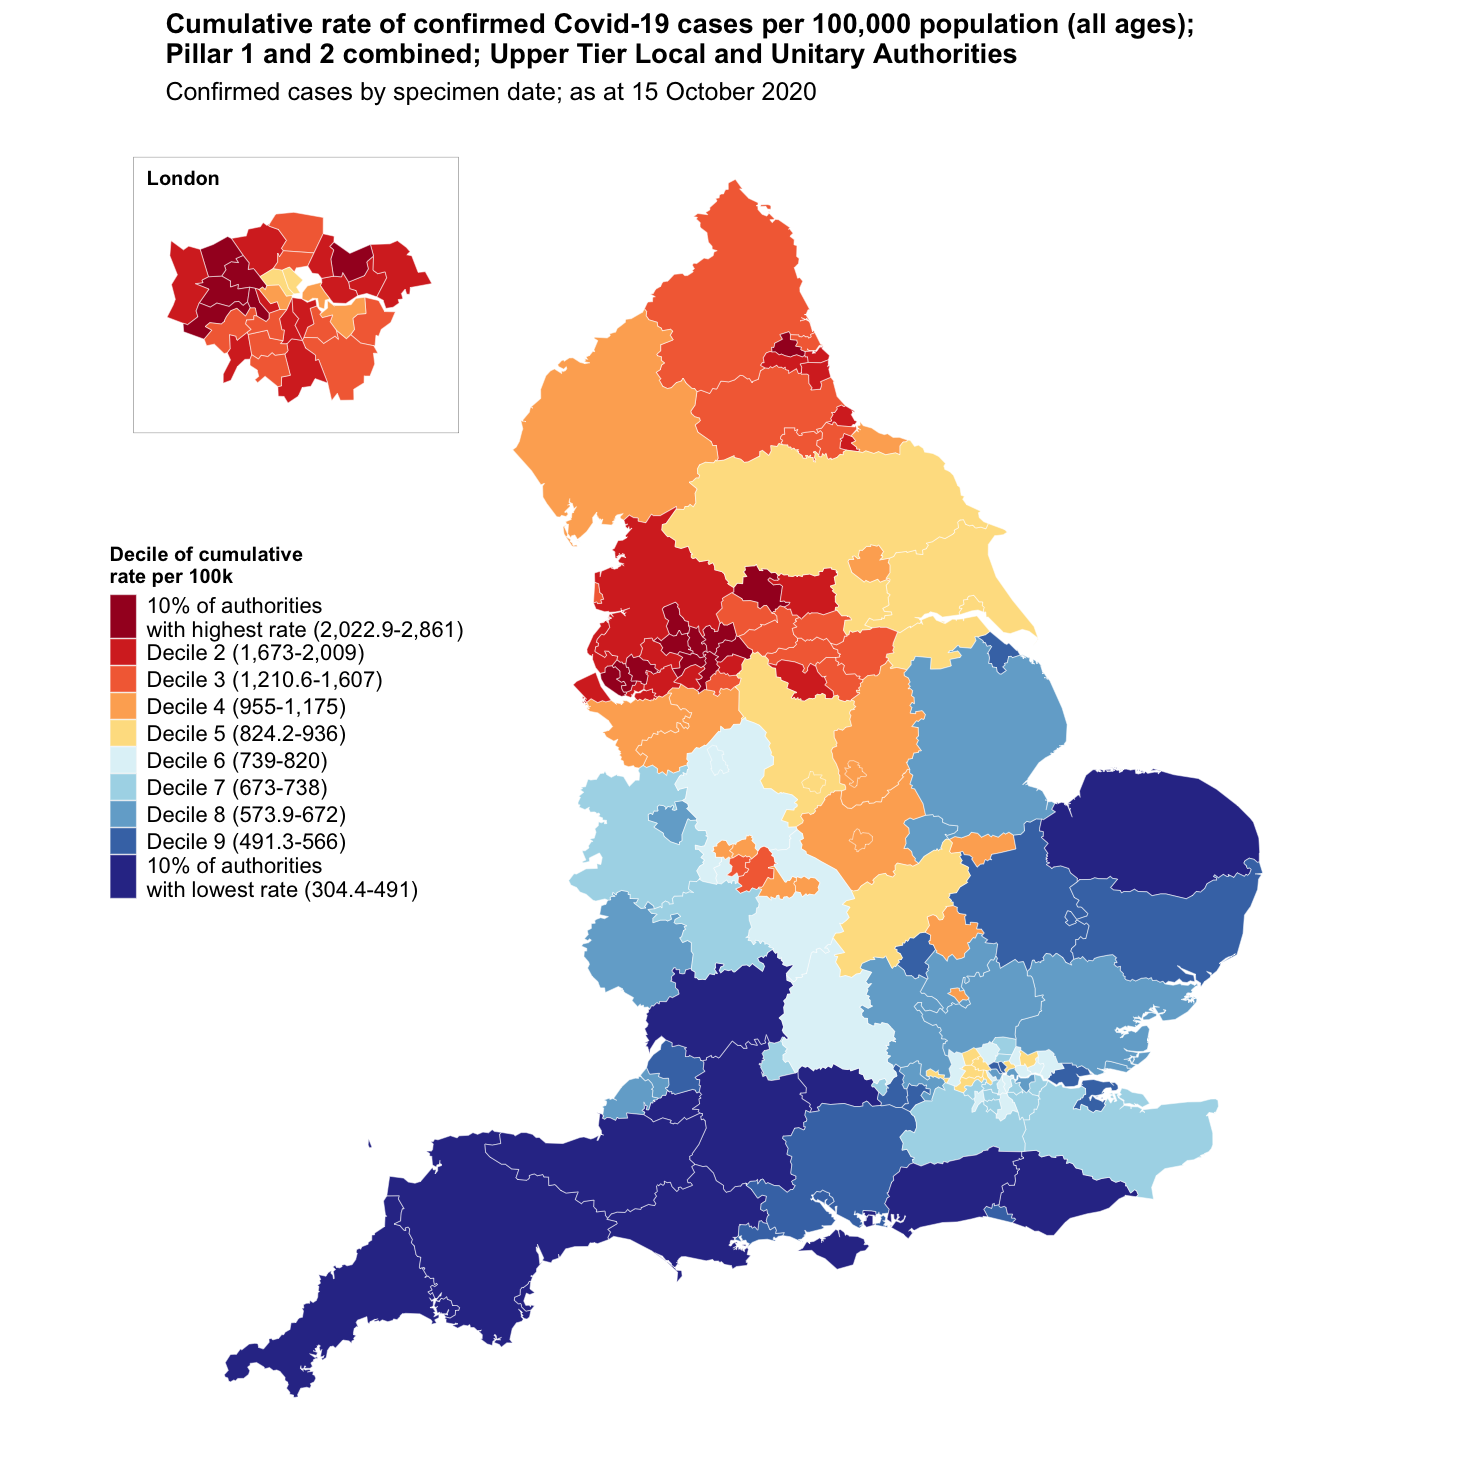 Cumulative rate of confirmed Covid-19 cases per 100,000 population (all ages);
Pillar 1 and 2 combined; Upper Tier Local and Unitary Authorities
Confirmed cases by specimen date; as at 15 October 2020
London
Decile of cumulative
rate per 100k
10% of authorities
with highest rate (2,022.9-2,861)
Decile 2 (1,673-2,009)
Decile 3 (1,210.6-1,607)
Decile 4 (955-1,175)
Decile 5 (824.2-936)
Decile 6 (739-820)
Decile 7 (673-738)
Decile 8 (573.9-672)
Decile 9 (491.3-566)
10% of authorities
with lowest rate (304.4-491)